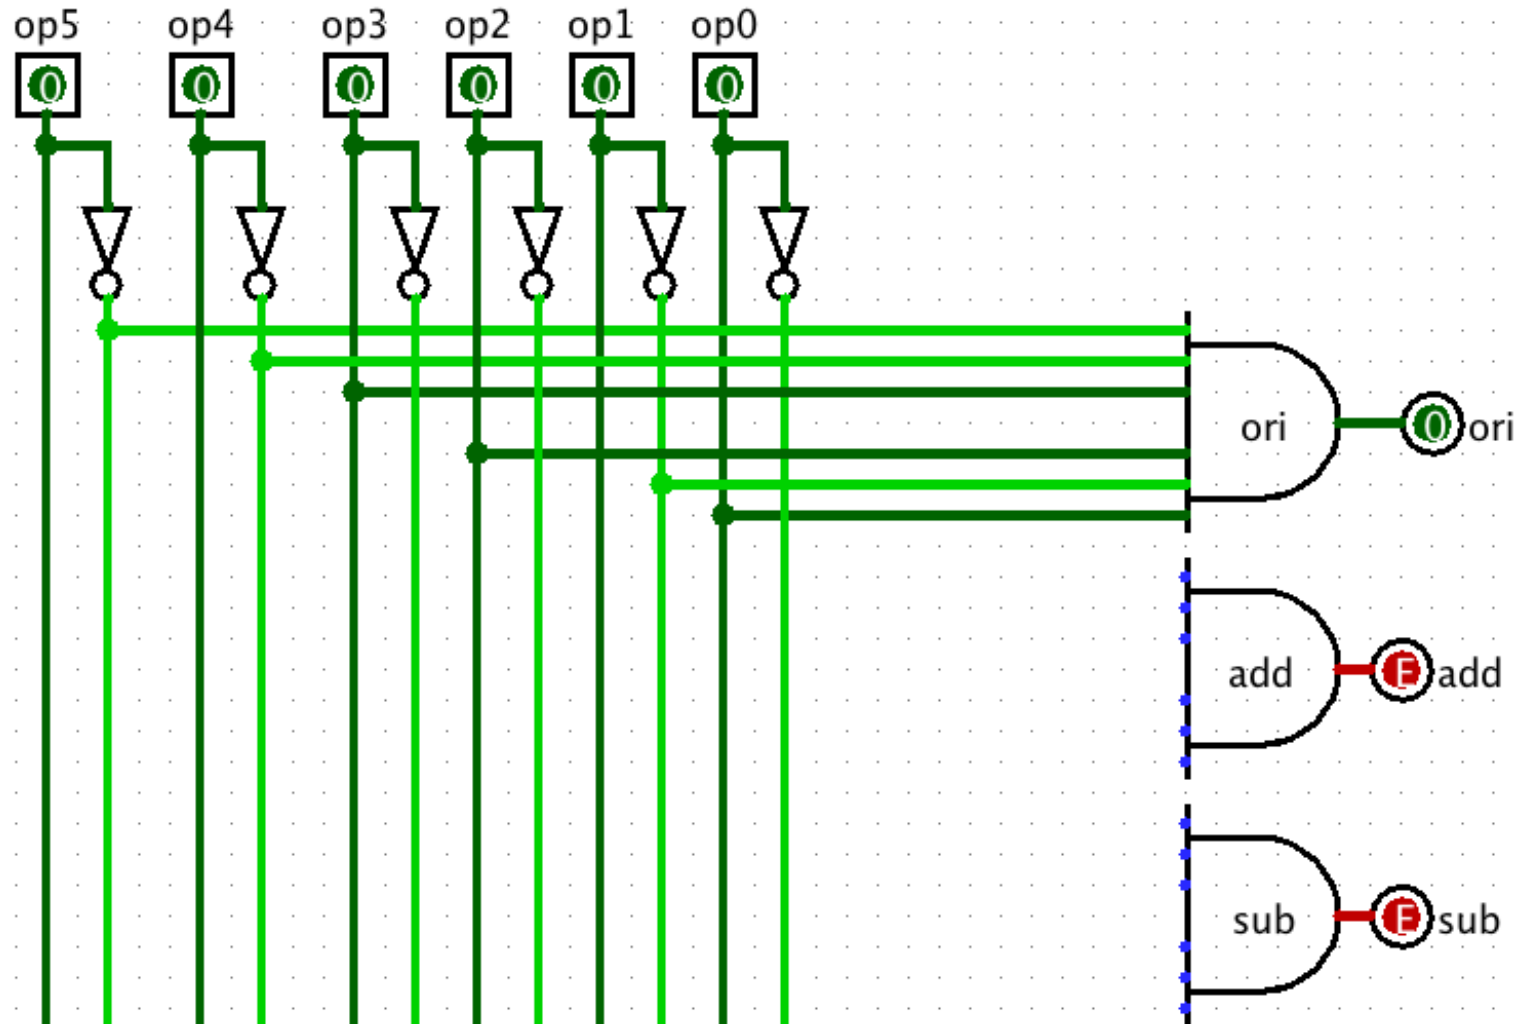 op5 op4 op3 op2 op1 op0
0 0 0 0 0 0
ori 0 ori
add E add
sub E sub